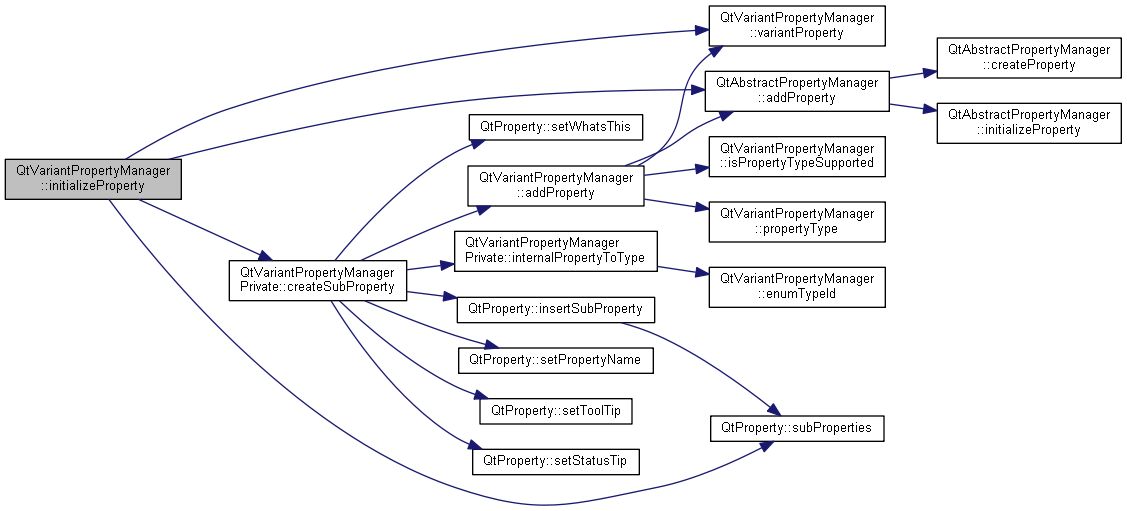 QtVariantPropertyManager
::initializeProperty
QtVariantPropertyManager
::variantProperty
QtAbstractPropertyManager
::addProperty
QtAbstractPropertyManager
::createProperty
QtAbstractPropertyManager
::initializeProperty
QtVariantPropertyManager
Private::createSubProperty
QtProperty::setWhatsThis
QtVariantPropertyManager
::addProperty
QtVariantPropertyManager
::isPropertyTypeSupported
QtVariantPropertyManager
::propertyType
QtVariantPropertyManager
Private::internalPropertyToType
QtVariantPropertyManager
::enumTypeId
QtProperty::insertSubProperty
QtProperty::setPropertyName
QtProperty::setToolTip
QtProperty::setStatusTip
QtProperty::subProperties